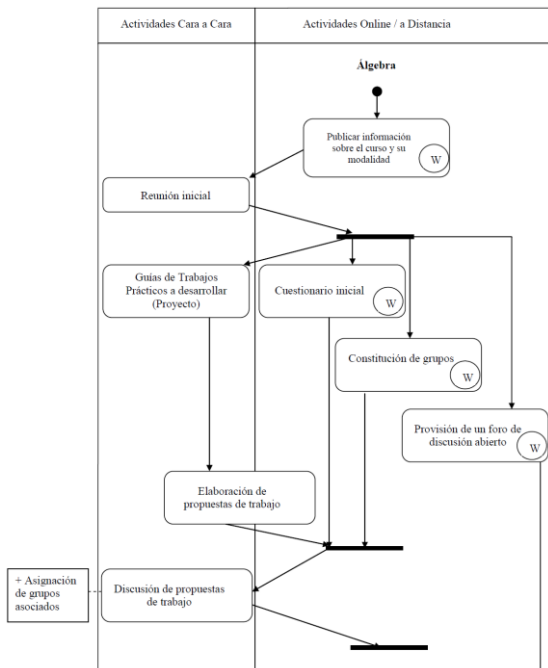 Actividades Cara a Cara
Actividades Online / a Distancia
Álgebra
Publicar información
sobre el curso y su
modalidad
W
Reunión inicial
Guías de Trabajos
Prácticos a desarrollar
(Proyecto)
Cuestionario inicial
W
Constitución de grupos
W
Provisión de un foro de
discusión abierto
W
Elaboración de
propuestas de trabajo
+ Asignación
de grupos
asociados
Discusión de propuestas
de trabajo